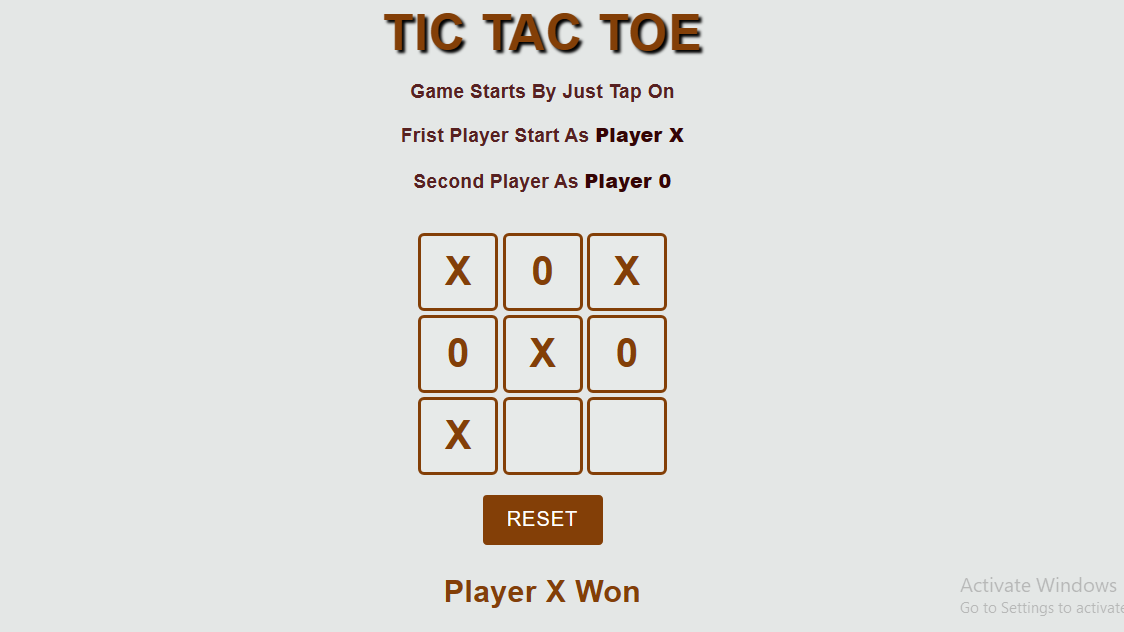 TIC TAC TOE
Game Starts By Just Tap On
Frist Player Start As Player X
Second Player As Player 0
X 0 X
0 X 0
X
RESET
Player X Won
Activate Windows
Go to Settings to activate